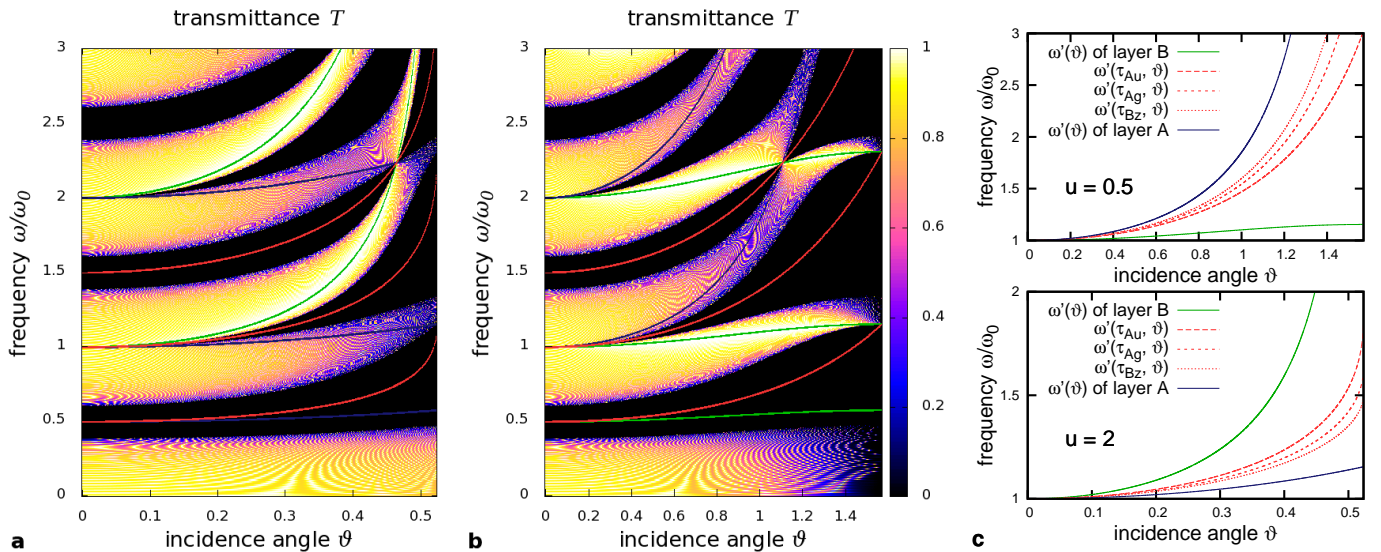 transmittance T
frequency ω/ω0
3
2.5
2
1.5
1
0.5
0
0 0.1 0.2 0.3 0.4 0.5
incidence angle ϑ
a
transmittance T
frequency ω/ω0
3
2.5
2
1.5
1
0.5
0
0 0.2 0.4 0.6 0.8 1 1.2 1.4
incidence angle ϑ
b
1
0.8
0.6
0.4
0.2
0
frequency ω/ω0
3
2.5
2
1.5
1
ω'(ϑ) of layer B
ω'(τAu, ϑ)
ω'(τAg, ϑ)
ω'(τBz, ϑ)
ω'(ϑ) of layer A
u = 0.5
0 0.2 0.4 0.6 0.8 1 1.2 1.4
incidence angle ϑ
frequency ω/ω0
2
1.5
1
ω'(ϑ) of layer B
ω'(τAu, ϑ)
ω'(τAg, ϑ)
ω'(τBz, ϑ)
ω'(ϑ) of layer A
u = 2
0 0.1 0.2 0.3 0.4 0.5
incidence angle ϑ
c